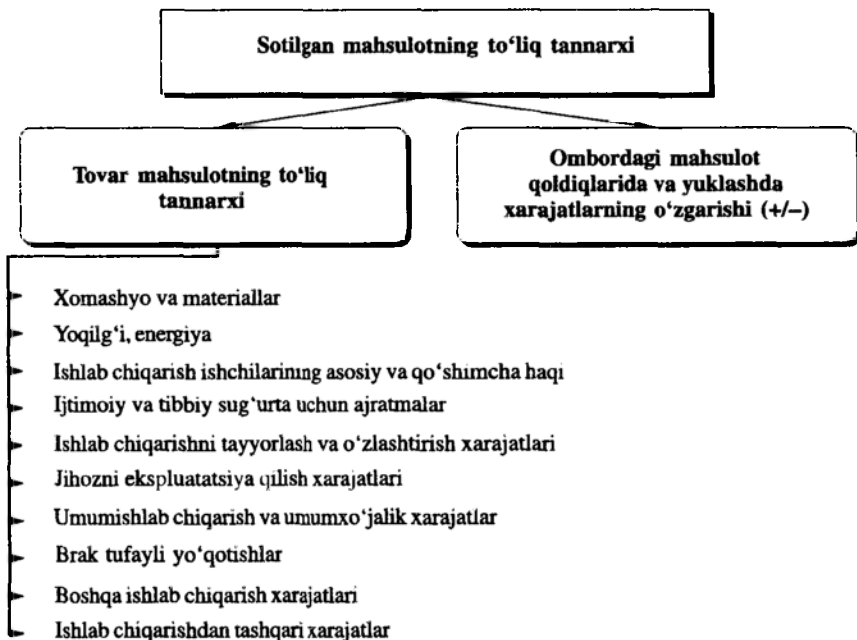 Sotilgan mahsulotning to‘liq tannarxi
Tovar mahsulotning to‘liq
tannarxi
Ombordagi mahsulot
qoldiqlarida va yuklashda
xarajatlarning o‘zgarishi (+/–)
Xomashyo va materiallar
Yoqilg‘i, energiya
Ishlab chiqarish ishchilarining asosiy va qo‘shimcha haqi
Ijtimoiy va tibbiy sug‘urta uchun ajratmalar
Ishlab chiqarishni tayyorlash va o‘zlashtirish xarajatlari
Jihozni ekspluatatsiya qilish xarajatlari
Umumishlab chiqarish va umumxo‘jalik xarajatlar
Brak tufayli yo‘qotishlar
Boshqa ishlab chiqarish xarajatlari
Ishlab chiqarishdan tashqari xarajatlar